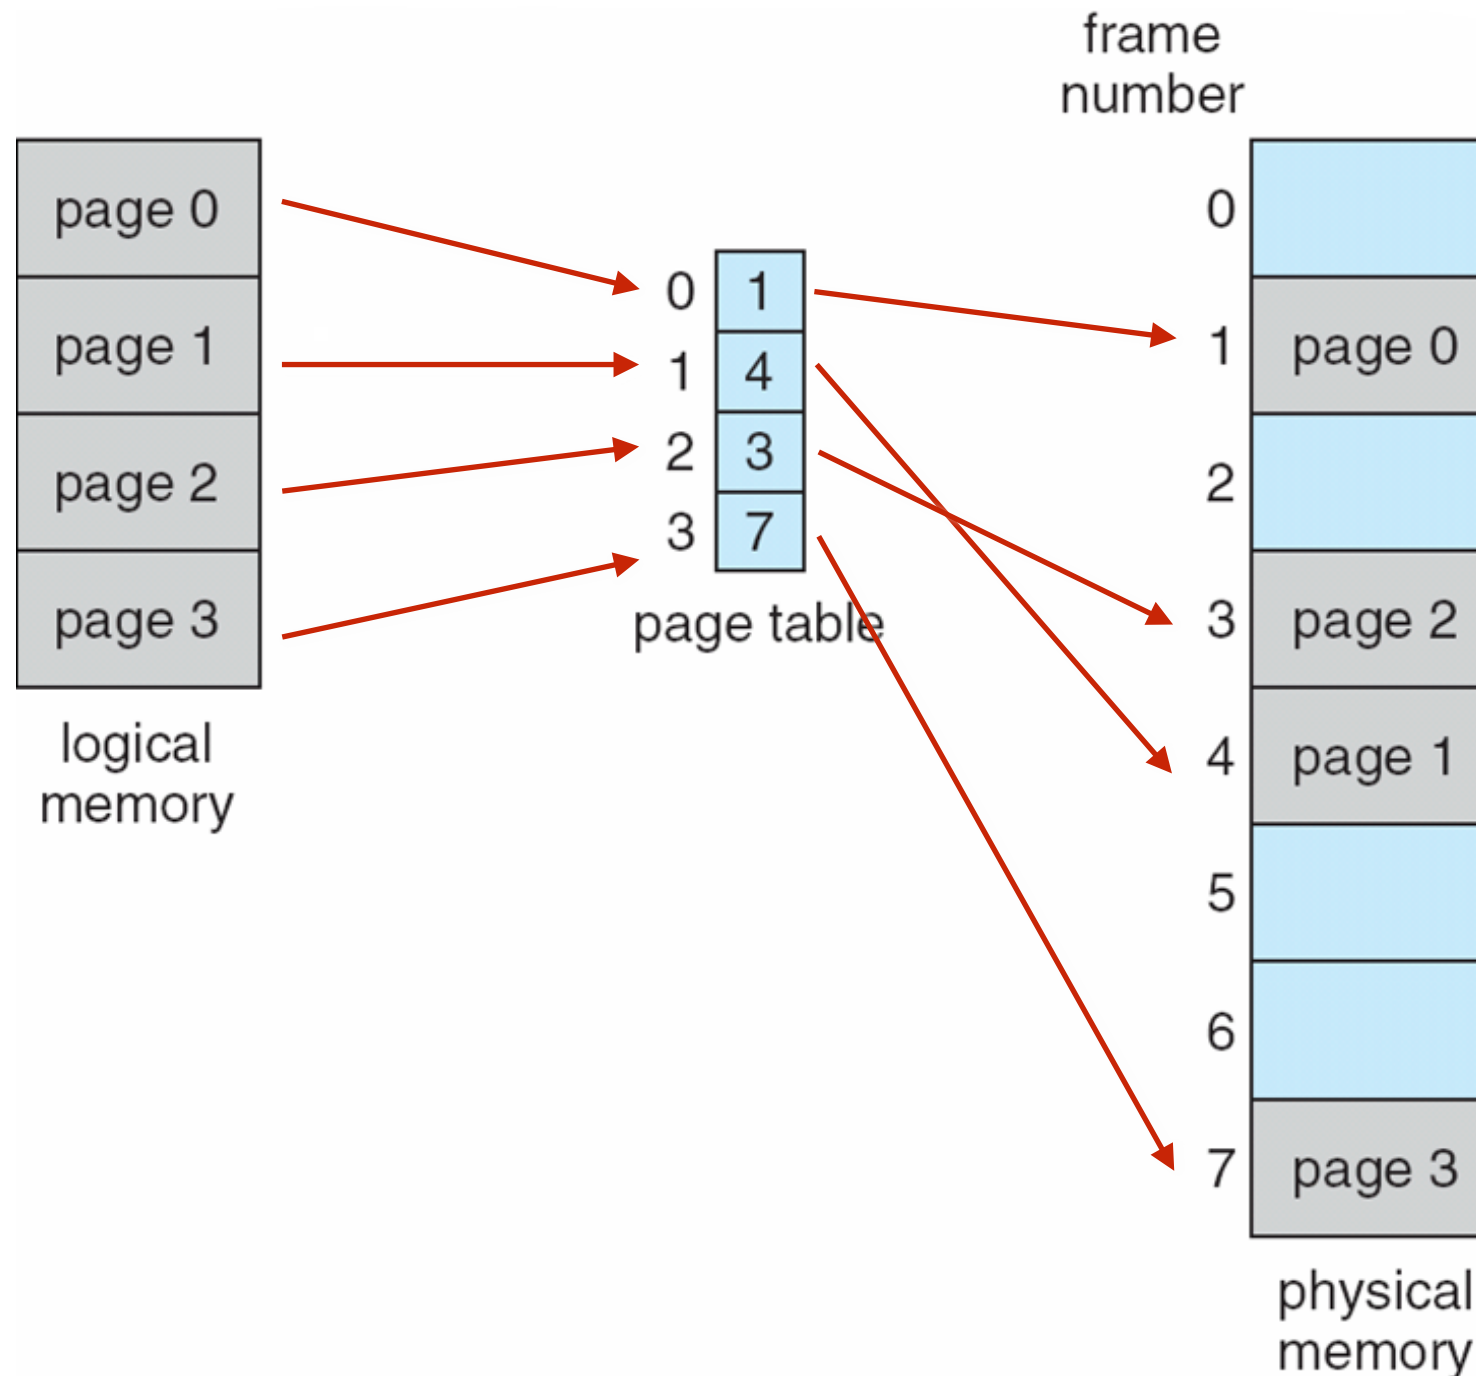 frame
number
page 0
page 1
page 2
page 3
logical
memory
0 1
1 4
2 3
3 7
page table
0
1 page 0
2
3 page 2
4 page 1
5
6
7 page 3
physical
memory